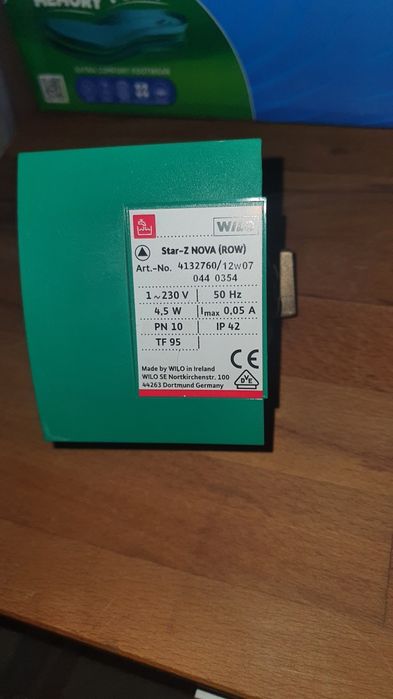 MEMORY
WILO
Star-Z NOVA (ROW)
Art.-No. 4132760/12w07
044 0354
1~230 V 50 Hz
4,5 W Imax 0,05 A
PN 10 IP 42
TF 95
CE
Made by WILO in Ireland
WILO SE Nortkirchenstr. 100
44263 Dortmund Germany
VDE